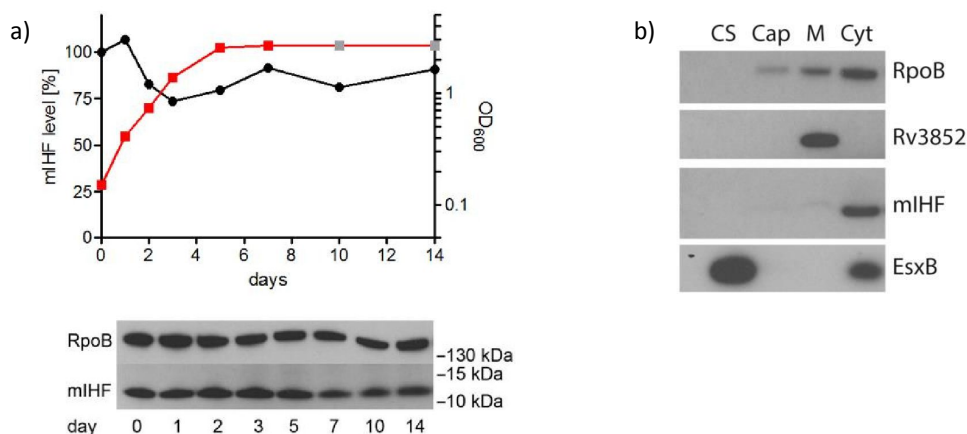 a)
mIHF level [%]
100
75
50
25
0
0 2 4 6 8 10 12 14
days
1
0.1
OD600
RpoB
mIHF
–130 kDa
–15 kDa
–10 kDa
day 0 1 2 3 5 7 10 14
b)
CS Cap M Cyt
RpoB
Rv3852
mIHF
EsxB